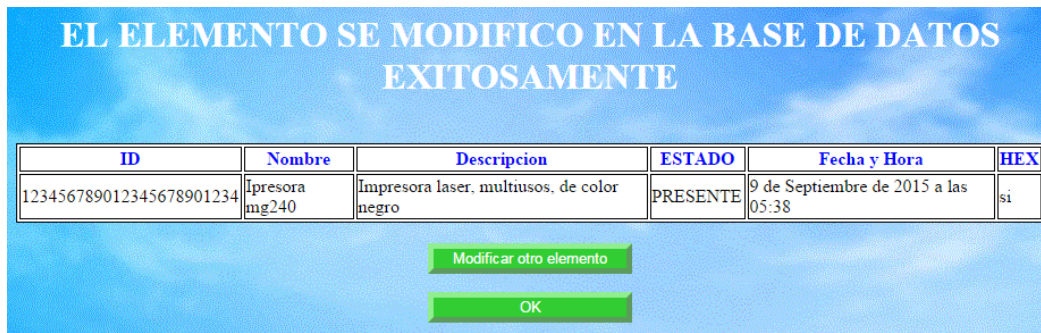 EL ELEMENTO SE MODIFICO EN LA BASE DE DATOS
EXITOSAMENTE
ID Nombre Descripcion ESTADO Fecha y Hora HEX
123456789012345678901234 Ipresora mg240 Impresora laser, multiusos, de color negro PRESENTE 9 de Septiembre de 2015 a las 05:38 si
Modificar otro elemento
OK